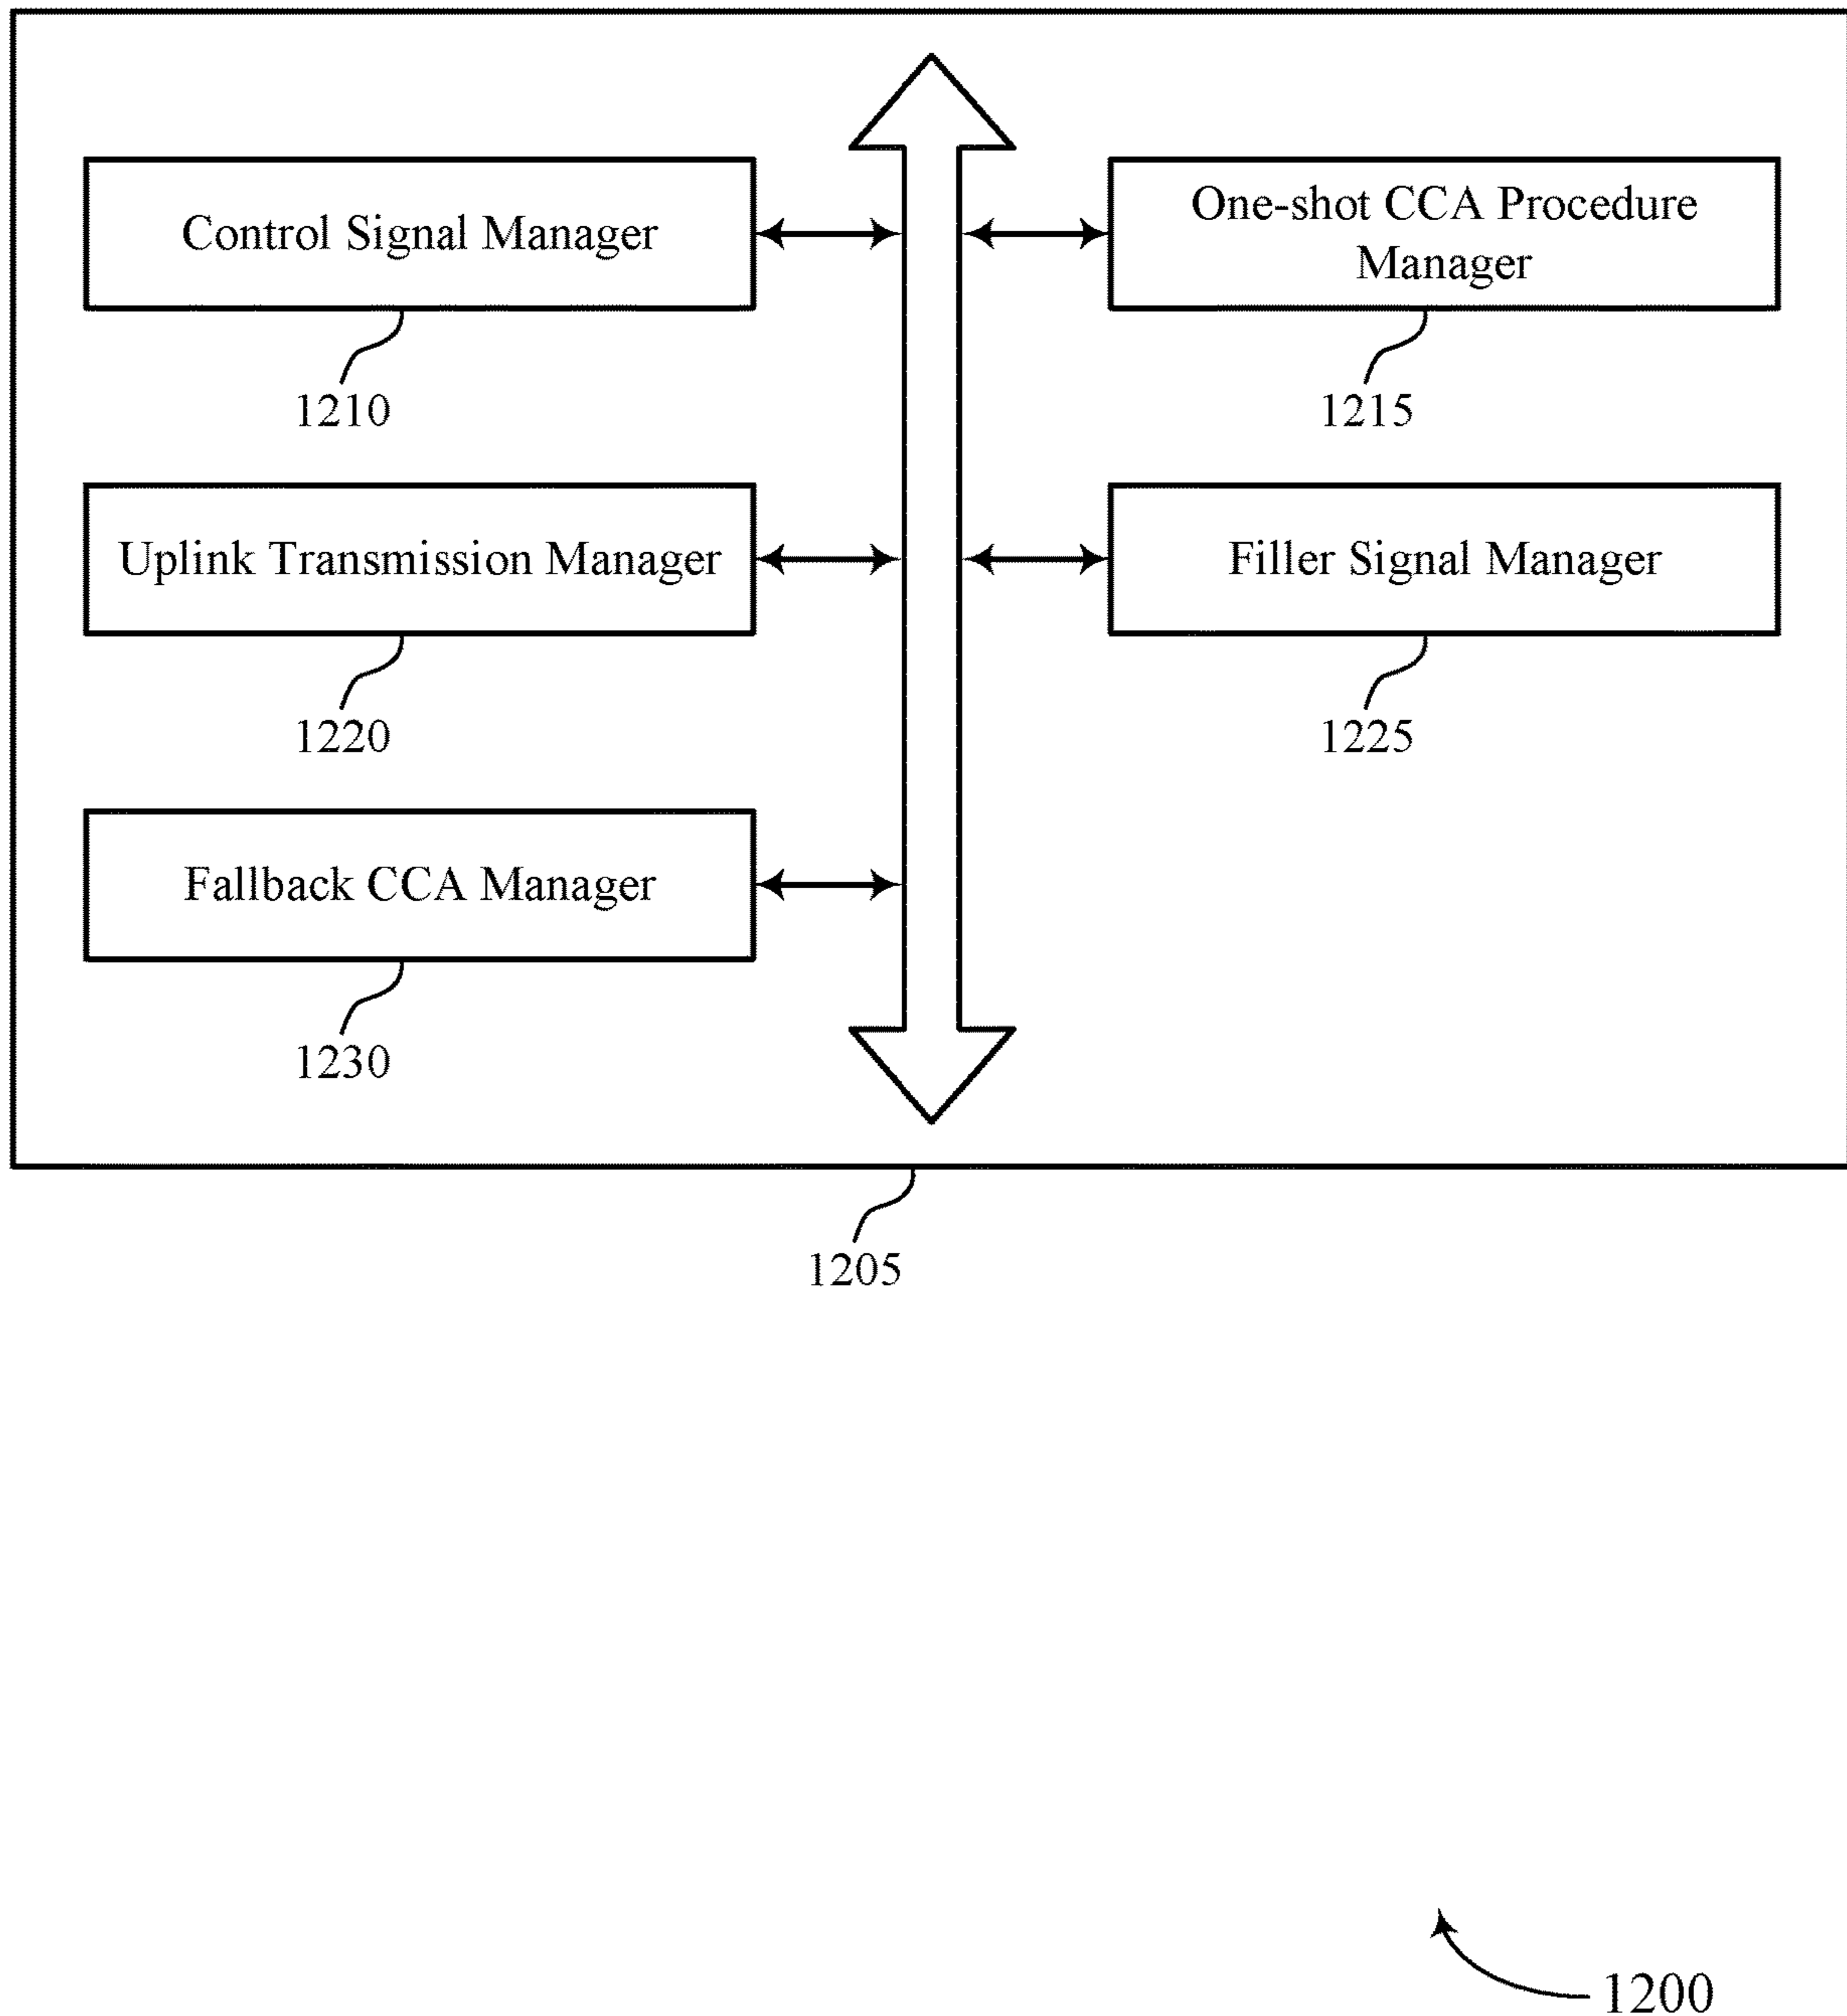 Control Signal Manager
One-shot CCA Procedure
Manager
1210
1215
Uplink Transmission Manager
Filler Signal Manager
1220
1225
Fallback CCA Manager
1230
1205
1200